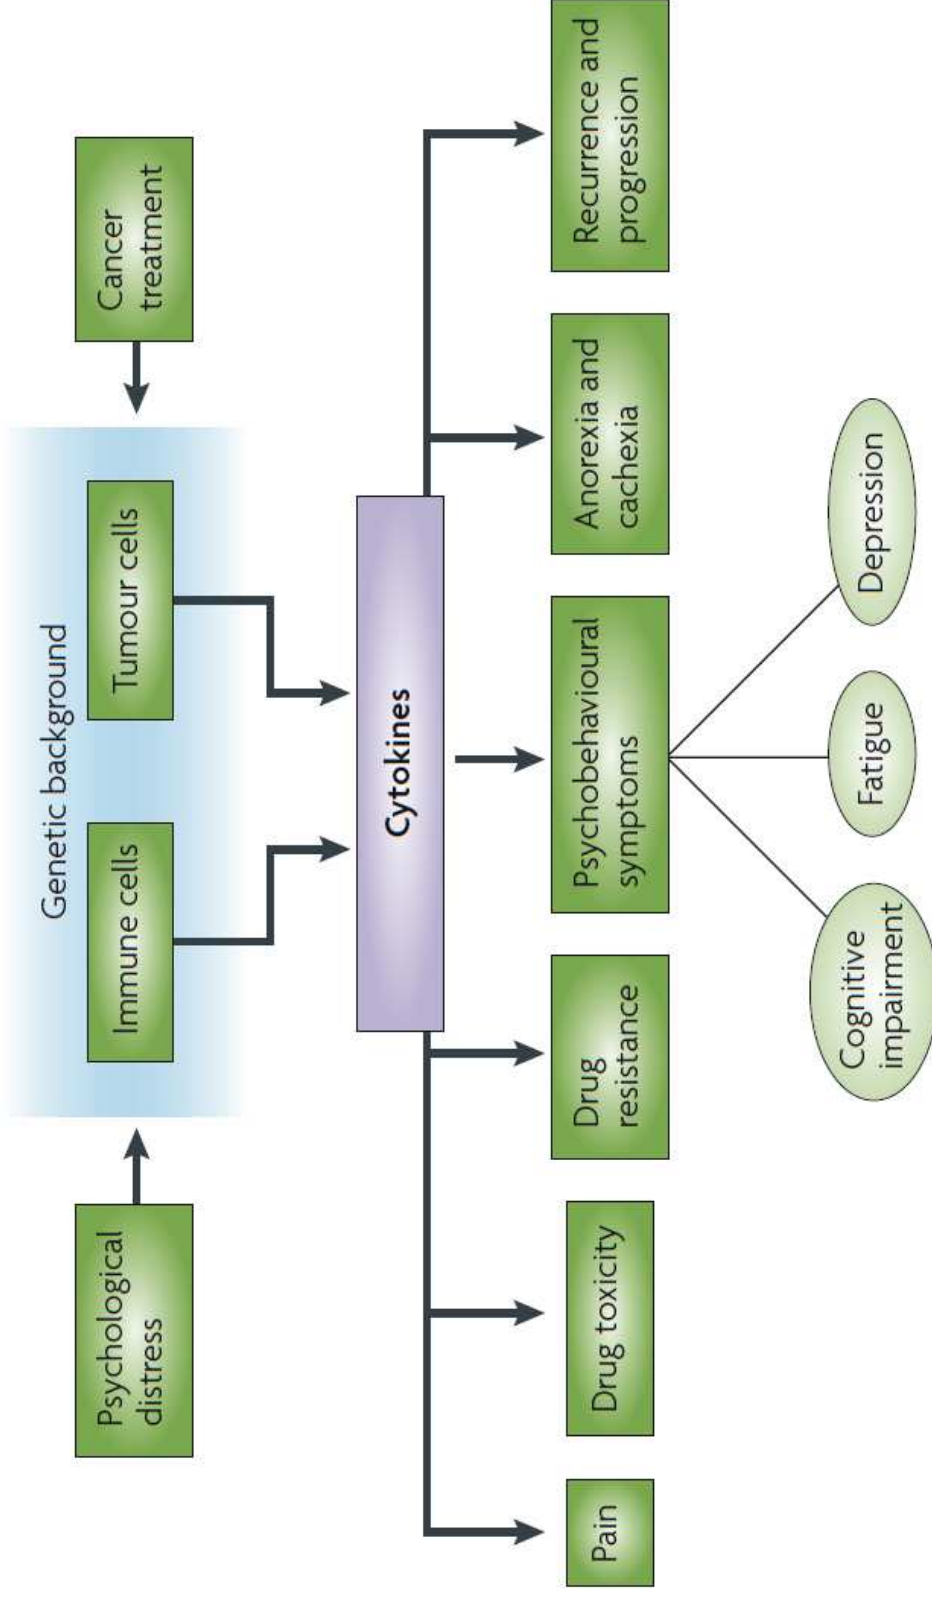 Genetic background
Psychological
distress
Immune cells
Tumour cells
Cancer
treatment
Cytokines
Pain
Drug toxicity
Drug
resistance
Psychobehavioural
symptoms
Anorexia and
cachexia
Recurrence and
progression
Cognitive
impairment
Fatigue
Depression